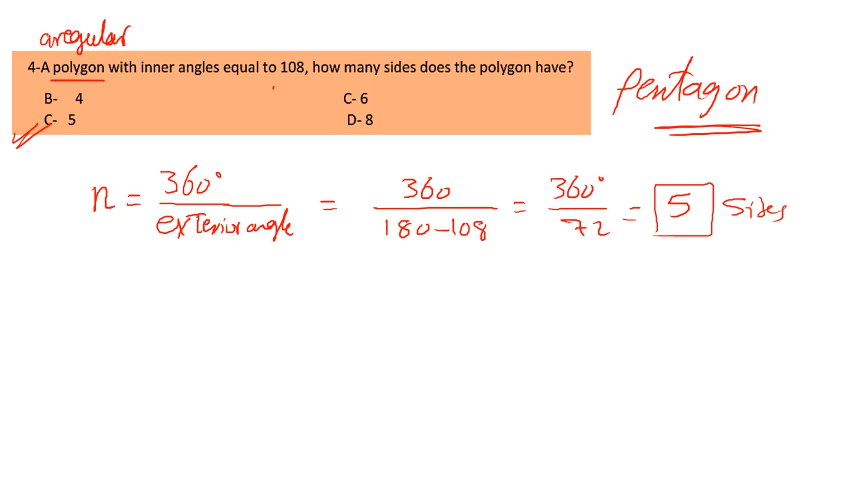 aregular
4-A polygon with inner angles equal to 108, how many sides does the polygon have?
B- 4 C- 6
C- 5 D- 8
Pentagon
n = 360° / exterior angle = 360 / 180-108 = 360° / 72 = 5 Sides